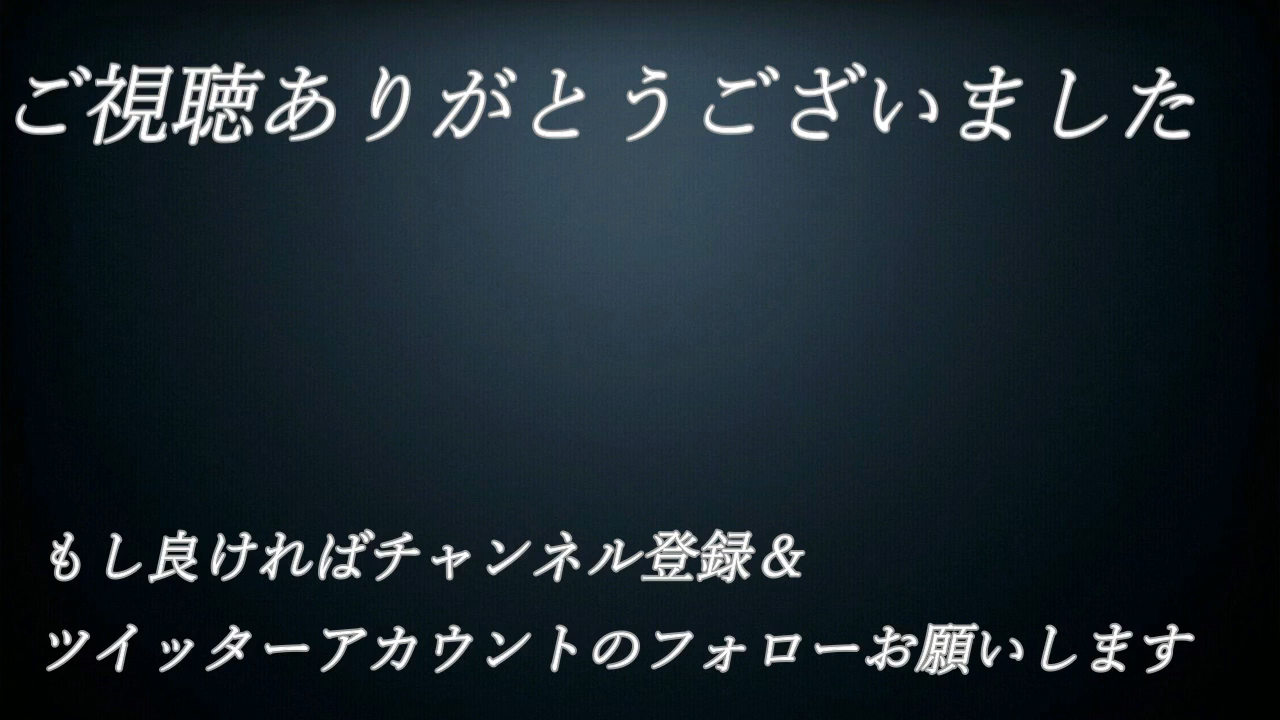 ご視聴ありがとうございました
もし良ければチャンネル登録＆
ツイッターアカウントのフォローお願いします